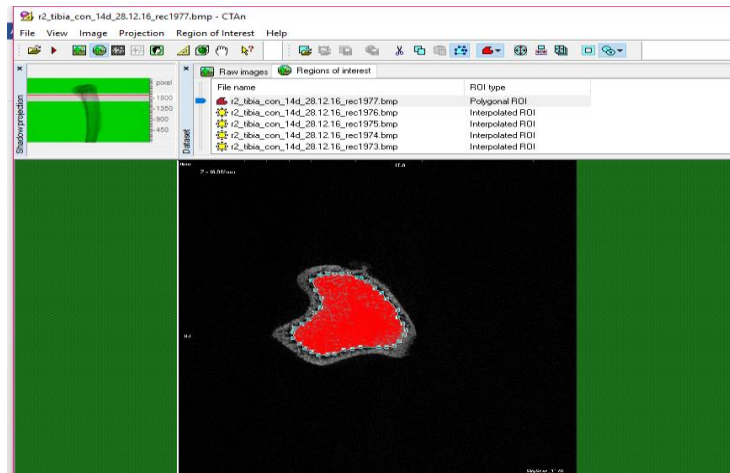 r2_tibia_con_14d_28.12.16_rec1977.bmp - CTAn
File View Image Projection Region of Interest Help
Raw images Regions of interest
File name ROI type
r2_tibia_con_14d_28.12.16_rec1977.bmp Polygonal ROI
r2_tibia_con_14d_28.12.16_rec1976.bmp Interpolated ROI
r2_tibia_con_14d_28.12.16_rec1975.bmp Interpolated ROI
r2_tibia_con_14d_28.12.16_rec1974.bmp Interpolated ROI
r2_tibia_con_14d_28.12.16_rec1973.bmp Interpolated ROI
pixel
1800
1350
900
450
Shadow projection
Dataset